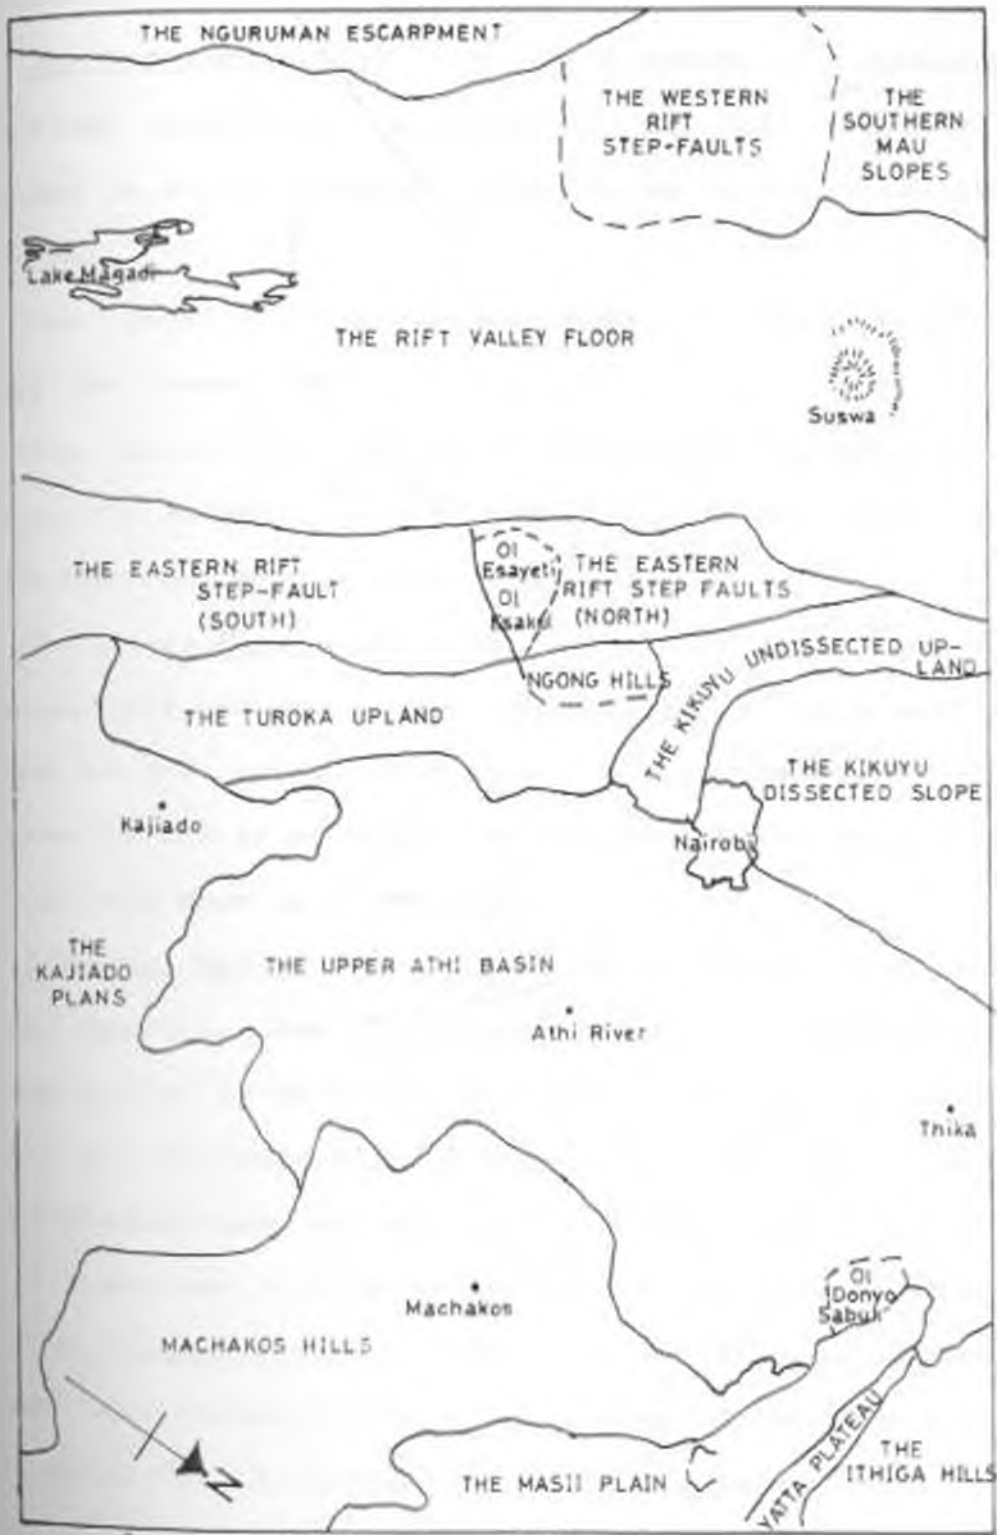 THE NGURUMAN ESCARPMENT
THE WESTERN
RIFT
STEP-FAULTS
THE
SOUTHERN
MAU
SLOPES
Lake Magadi
THE RIFT VALLEY FLOOR
Suswa
THE EASTERN RIFT
STEP-FAULT
(SOUTH)
Ol
Esayeti
Ol
Esakut
THE EASTERN
RIFT STEP FAULTS
(NORTH)
NGONG HILLS
THE KIKUYU UNDISSECTED UP-
LAND
THE TUROKA UPLAND
THE KIKUYU
DISSECTED SLOPE
Kajiado
Nairobi
THE
KAJIADO
PLANS
THE UPPER ATHI BASIN
Athi River
Thika
Ol
Donyo
Sabuk
Machakos
MACHAKOS HILLS
N
THE MASII PLAIN
YATTA PLATEAU
THE
ITHIGA HILLS